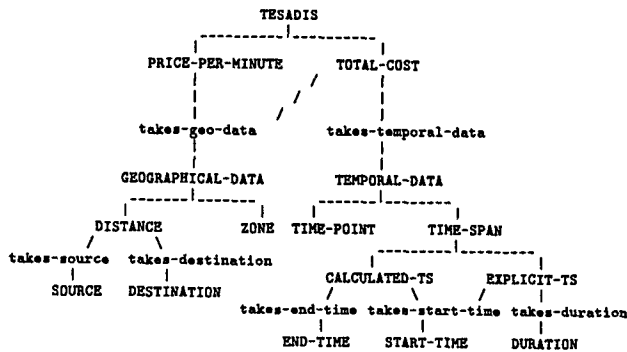 TESADIS
PRICE-PER-MINUTE TOTAL-COST
takes-geo-data takes-temporal-data
GEOGRAPHICAL-DATA TEMPORAL-DATA
DISTANCE ZONE TIME-POINT TIME-SPAN
takes-source takes-destination CALCULATED-TS EXPLICIT-TS
SOURCE DESTINATION takes-end-time takes-start-time takes-duration
END-TIME START-TIME DURATION